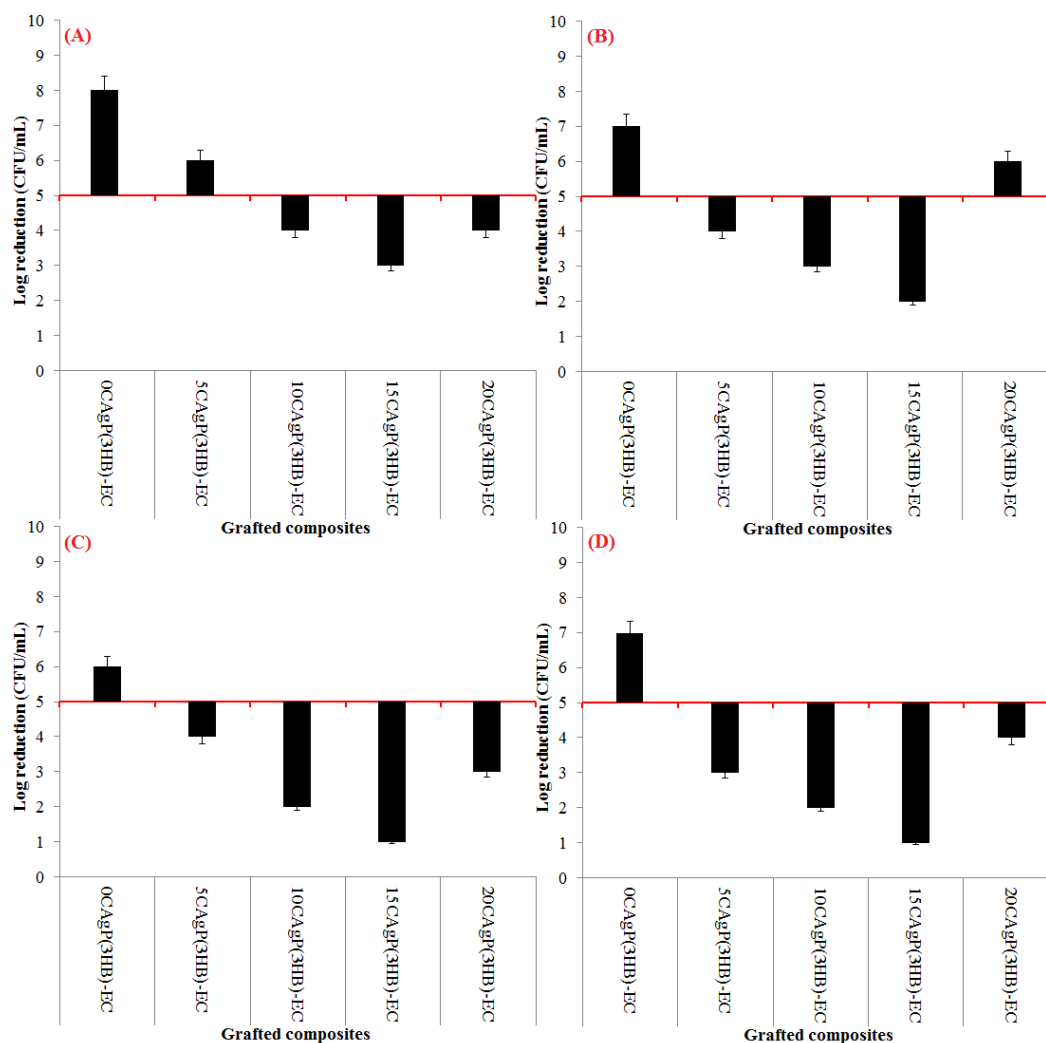 (A)
Log reduction (CFU/mL)
10
9
8
7
6
5
4
3
2
1
0
0CAgP(3HB)-EC
5CAgP(3HB)-EC
10CAgP(3HB)-EC
15CAgP(3HB)-EC
20CAgP(3HB)-EC
Grafted composites
(B)
Log reduction (CFU/mL)
10
9
8
7
6
5
4
3
2
1
0
0CAgP(3HB)-EC
5CAgP(3HB)-EC
10CAgP(3HB)-EC
15CAgP(3HB)-EC
20CAgP(3HB)-EC
Grafted composites
(C)
Log reduction (CFU/mL)
10
9
8
7
6
5
4
3
2
1
0
0CAgP(3HB)-EC
5CAgP(3HB)-EC
10CAgP(3HB)-EC
15CAgP(3HB)-EC
20CAgP(3HB)-EC
Grafted composites
(D)
Log reduction (CFU/mL)
10
9
8
7
6
5
4
3
2
1
0
0CAgP(3HB)-EC
5CAgP(3HB)-EC
10CAgP(3HB)-EC
15CAgP(3HB)-EC
20CAgP(3HB)-EC
Grafted composites